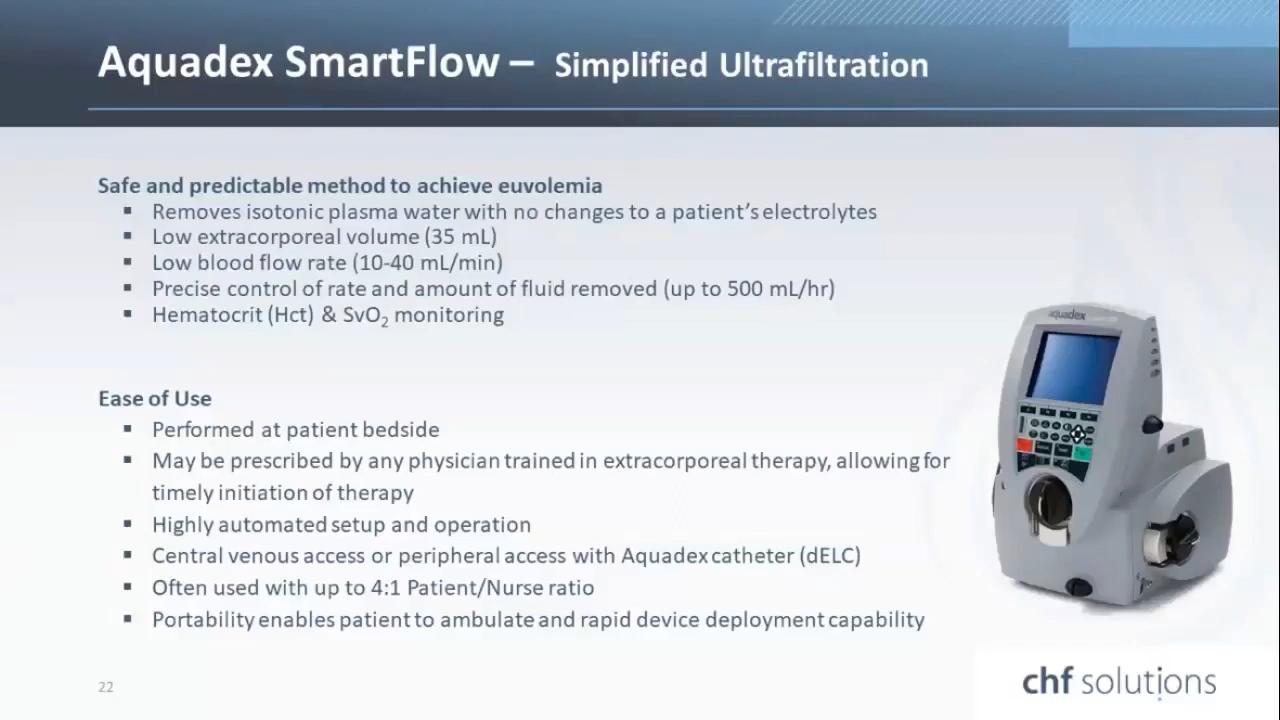 Aquadex SmartFlow – Simplified Ultrafiltration
Safe and predictable method to achieve euvolemia
▪ Removes isotonic plasma water with no changes to a patient's electrolytes
▪ Low extracorporeal volume (35 mL)
▪ Low blood flow rate (10-40 mL/min)
▪ Precise control of rate and amount of fluid removed (up to 500 mL/hr)
▪ Hematocrit (Hct) & SvO₂ monitoring
Ease of Use
▪ Performed at patient bedside
▪ May be prescribed by any physician trained in extracorporeal therapy, allowing for
timely initiation of therapy
▪ Highly automated setup and operation
▪ Central venous access or peripheral access with Aquadex catheter (dELC)
▪ Often used with up to 4:1 Patient/Nurse ratio
▪ Portability enables patient to ambulate and rapid device deployment capability
aquadex
22
chf solutions